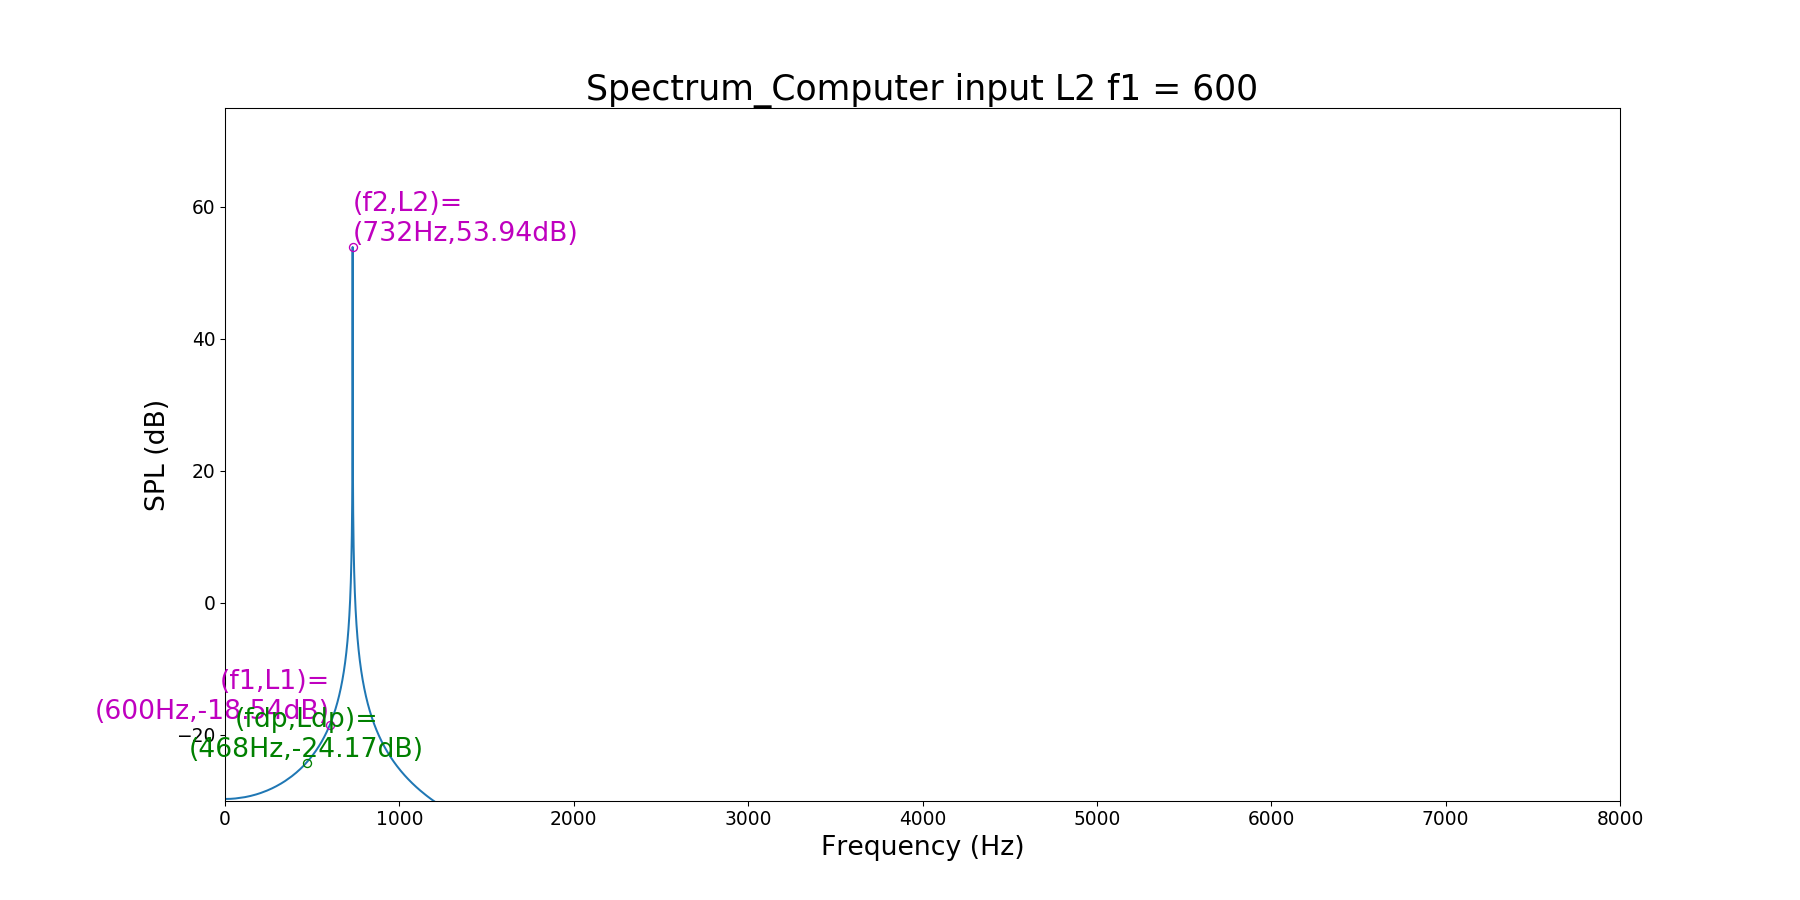 Spectrum_Computer input L2 f1 = 600
(f2,L2)=
(732Hz,53.94dB)
60
40
20
0
−20
SPL (dB)
(f1,L1)=
(600Hz,-18.54dB)
(fdp,Ldp)=
(468Hz,-24.17dB)
0 1000 2000 3000 4000 5000 6000 7000 8000
Frequency (Hz)